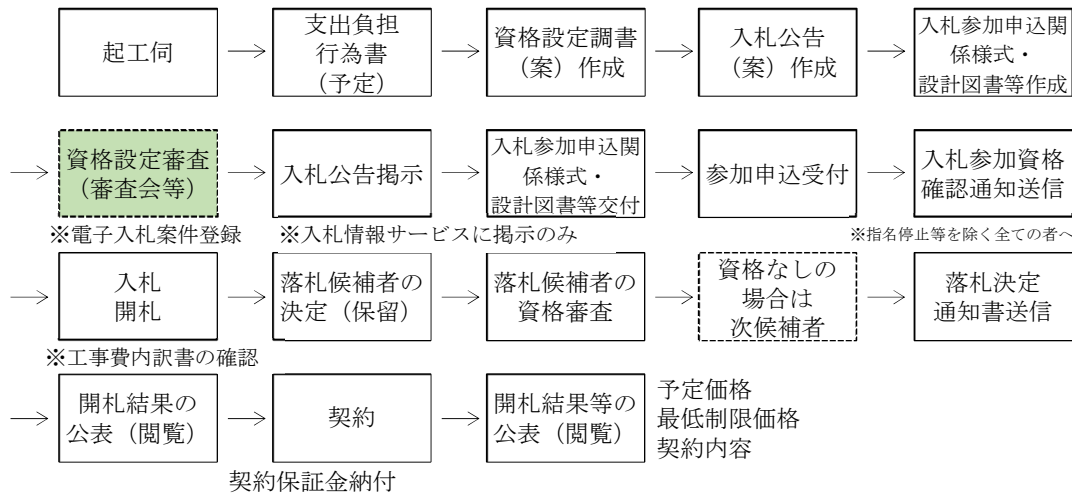 起工伺
支出負担
行為書
（予定）
資格設定調書
（案）作成
入札公告
（案）作成
入札参加申込関
係様式・
設計図書等作成
資格設定審査
（審査会等）
※電子入札案件登録
入札公告掲示
※入札情報サービスに掲示のみ
入札参加申込関
係様式・
設計図書等交付
参加申込受付
入札参加資格
確認通知送信
※指名停止等を除く全ての者へ
入札
開札
※工事費内訳書の確認
落札候補者の
決定（保留）
落札候補者の
資格審査
資格なしの
場合は
次候補者
落札決定
通知書送信
開札結果の
公表（閲覧）
契約
契約保証金納付
開札結果等の
公表（閲覧）
予定価格
最低制限価格
契約内容